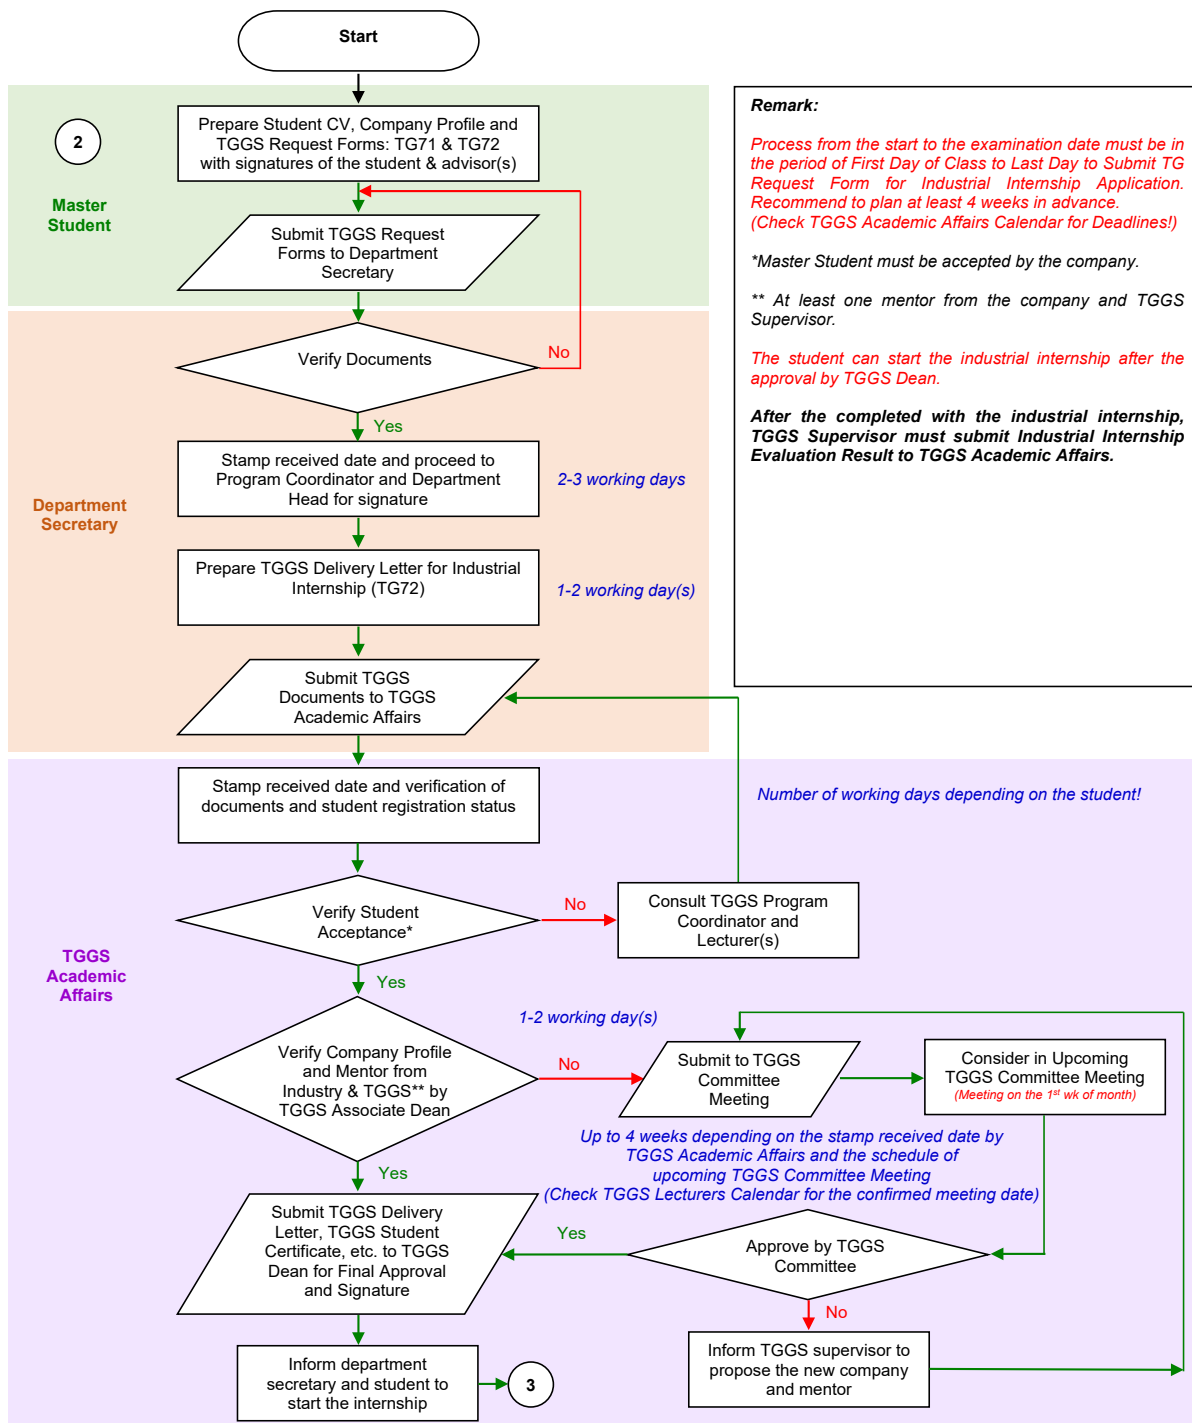 Start
2
Master
Student
Prepare Student CV, Company Profile and
TGGS Request Forms: TG71 & TG72
with signatures of the student & advisor(s)
Submit TGGS Request
Forms to Department
Secretary
Remark:
Process from the start to the examination date must be in
the period of First Day of Class to Last Day to Submit TG
Request Form for Industrial Internship Application.
Recommend to plan at least 4 weeks in advance.
(Check TGGS Academic Affairs Calendar for Deadlines!)
*Master Student must be accepted by the company.
** At least one mentor from the company and TGGS
Supervisor.
The student can start the industrial internship after the
approval by TGGS Dean.
After the completed with the industrial internship,
TGGS Supervisor must submit Industrial Internship
Evaluation Result to TGGS Academic Affairs.
Department
Secretary
Verify Documents
No
Yes
Stamp received date and proceed to
Program Coordinator and Department
Head for signature
2-3 working days
Prepare TGGS Delivery Letter for Industrial
Internship (TG72)
1-2 working day(s)
Submit TGGS
Documents to TGGS
Academic Affairs
TGGS
Academic
Affairs
Stamp received date and verification of
documents and student registration status
Number of working days depending on the student!
Verify Student
Acceptance*
No
Consult TGGS Program
Coordinator and
Lecturer(s)
Yes
1-2 working day(s)
Verify Company Profile
and Mentor from
Industry & TGGS** by
TGGS Associate Dean
No
Submit to TGGS
Committee
Meeting
Consider in Upcoming
TGGS Committee Meeting
(Meeting on the 1st wk of month)
Up to 4 weeks depending on the stamp received date by
TGGS Academic Affairs and the schedule of
upcoming TGGS Committee Meeting
(Check TGGS Lecturers Calendar for the confirmed meeting date)
Yes
Submit TGGS Delivery
Letter, TGGS Student
Certificate, etc. to TGGS
Dean for Final Approval
and Signature
Yes
Approve by TGGS
Committee
No
Inform TGGS supervisor to
propose the new company
and mentor
Inform department
secretary and student to
start the internship
3